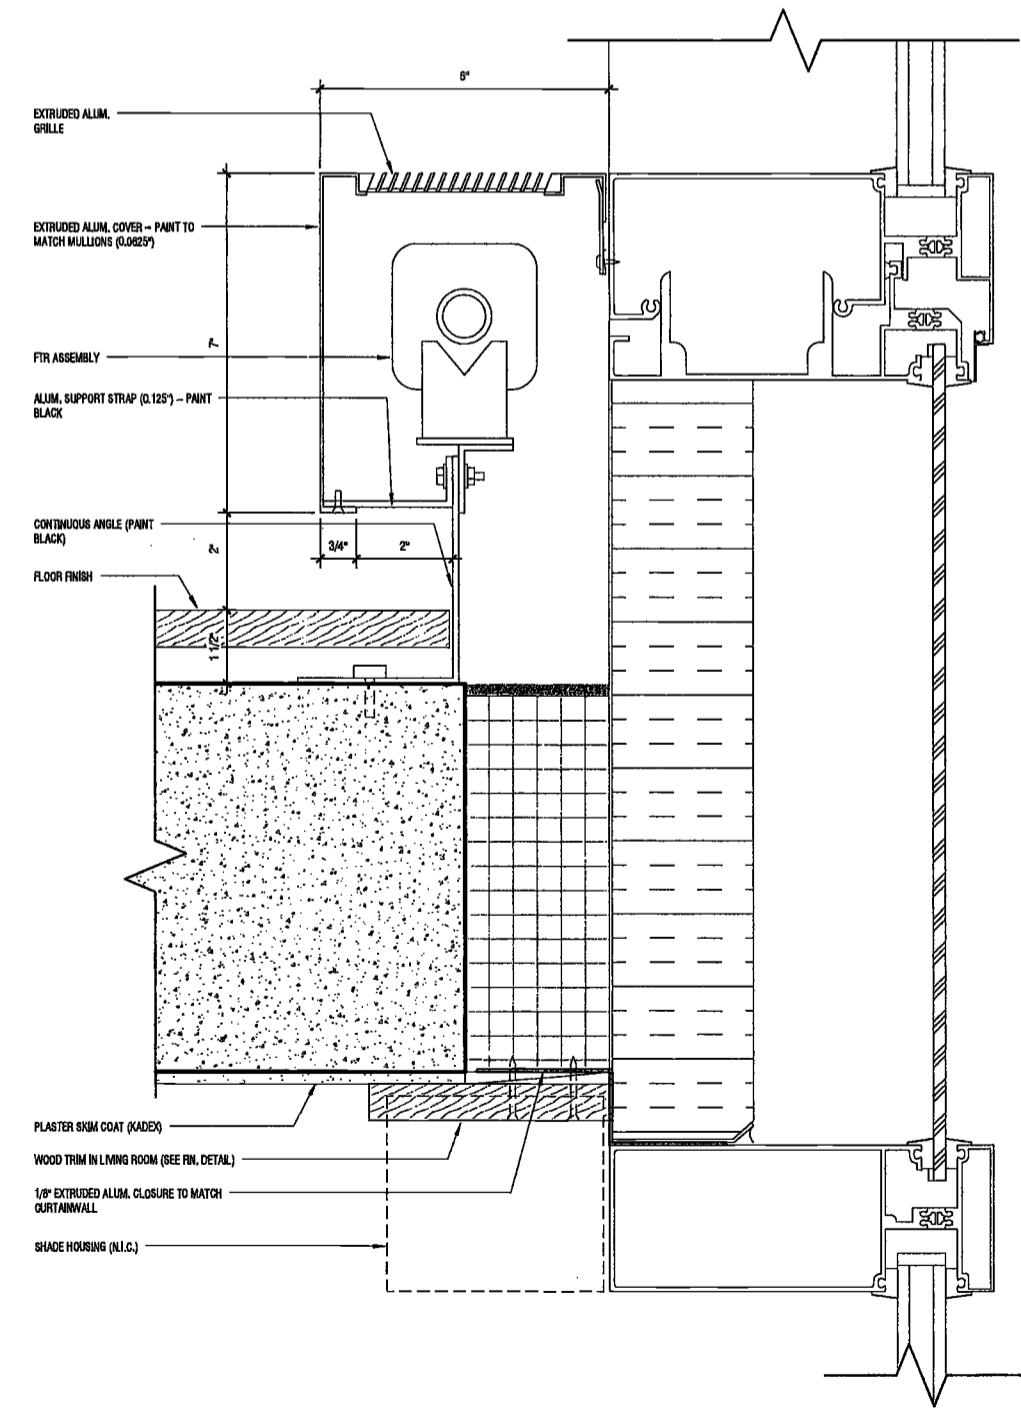 6"
EXTRUDED ALUM.
GRILLE
EXTRUDED ALUM. COVER – PAINT TO
MATCH MULLIONS (0.0625")
7"
FTR ASSEMBLY
ALUM. SUPPORT STRAP (0.125") – PAINT
BLACK
CONTINUOUS ANGLE (PAINT
BLACK)
2"
3/4"
2"
FLOOR FINISH
1 1/2"
PLASTER SKIM COAT (KADEX)
WOOD TRIM IN LIVING ROOM (SEE FIN. DETAIL)
1/8" EXTRUDED ALUM. CLOSURE TO MATCH
CURTAINWALL
SHADE HOUSING (N.I.C.)